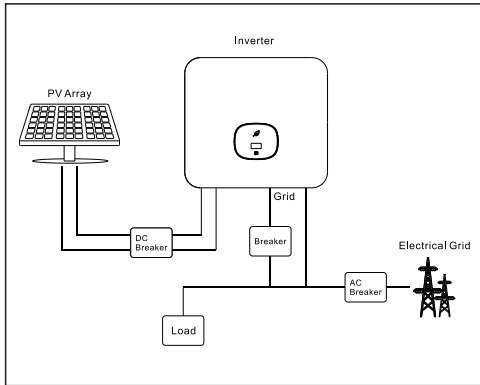 Inverter
PV Array
Grid
DC
Breaker
Breaker
Electrical Grid
AC
Breaker
Load